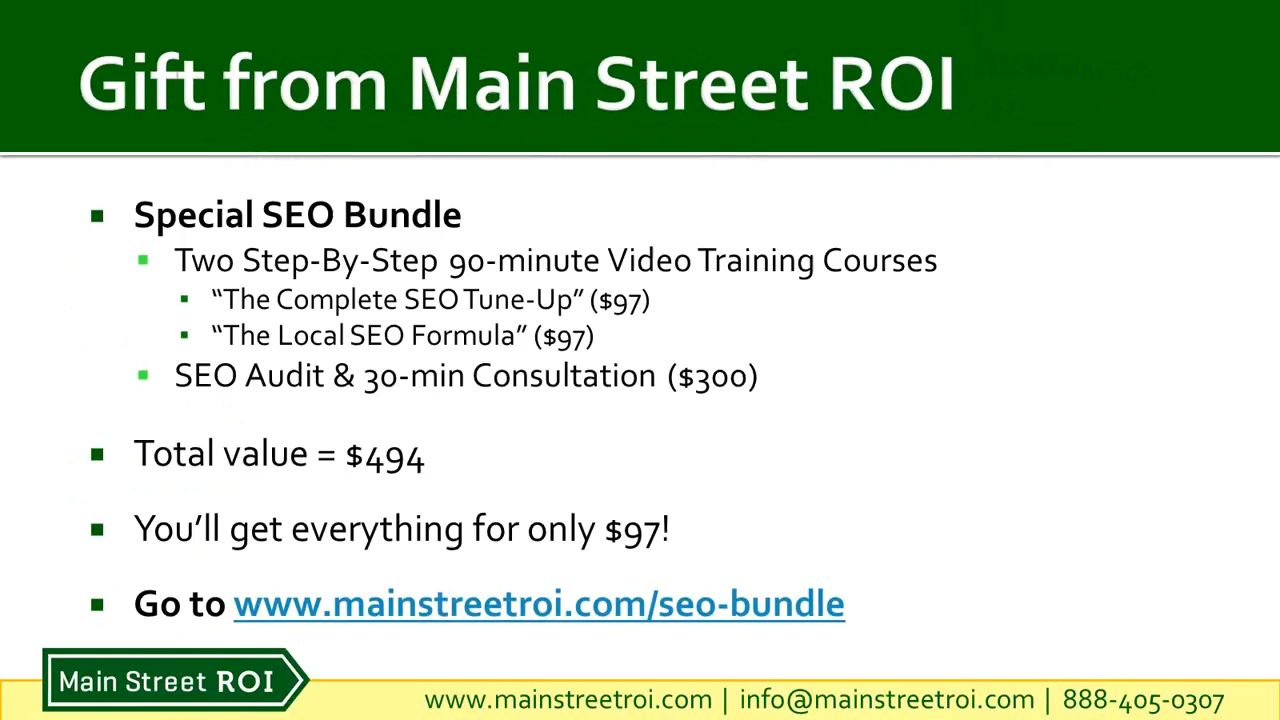 Gift from Main Street ROI
Special SEO Bundle
Two Step-By-Step 90-minute Video Training Courses
“The Complete SEO Tune-Up” ($97)
“The Local SEO Formula” ($97)
SEO Audit & 30-min Consultation ($300)
Total value = $494
You’ll get everything for only $97!
Go to www.mainstreetroi.com/seo-bundle
Main Street ROI
www.mainstreetroi.com | info@mainstreetroi.com | 888-405-0307